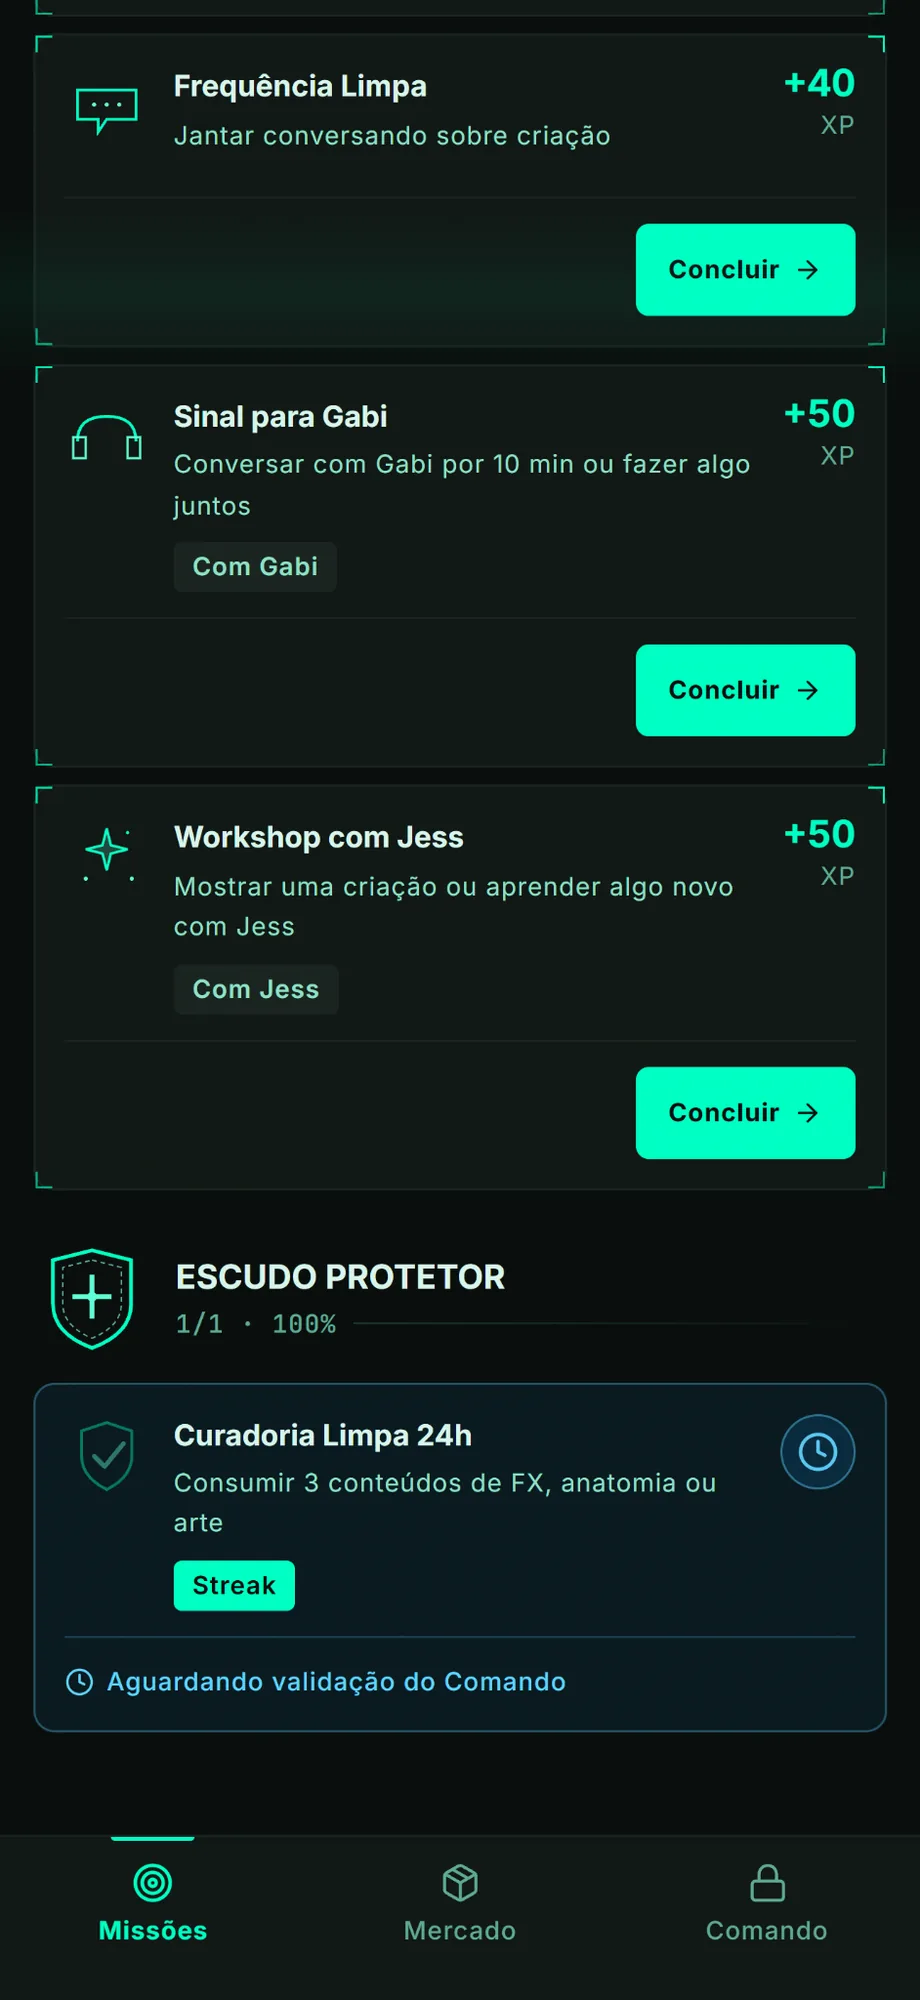 Frequência Limpa
+40
XP
Jantar conversando sobre criação
Concluir →
Sinal para Gabi
+50
XP
Conversar com Gabi por 10 min ou fazer algo
juntos
Com Gabi
Concluir →
Workshop com Jess
+50
XP
Mostrar uma criação ou aprender algo novo
com Jess
Com Jess
Concluir →
ESCUDO PROTETOR
1/1 · 100%
Curadoria Limpa 24h
Consumir 3 conteúdos de FX, anatomia ou
arte
Streak
Aguardando validação do Comando
Missões
Mercado
Comando